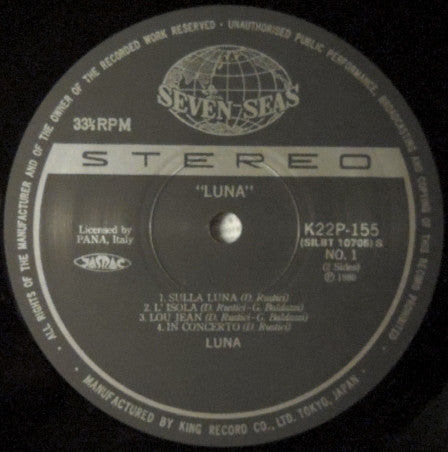 ALL RIGHTS OF THE MANUFACTURER AND OF THE OWNER OF THE RECORDED WORK RESERVED · UNAUTHORISED PUBLIC PERFORMANCE, BROADCASTING AND COPYING OF THIS RECORD PROHIBITED
SEVEN SEAS
33⅓RPM
STEREO
"LUNA"
Licensed by
PANA, Italy
JASRAC
K22P-155
(SILBT 10706) S
NO. 1
(2 Sides)
Ⓟ 1980
1. SULLA LUNA (D. Rustici)
2. L' ISOLA (D. Rustici-G. Baldazzi)
3. LOU JEAN (D. Rustici-G. Baldazzi)
4. IN CONCERTO (D. Rustici)
LUNA
· MANUFACTURED BY KING RECORD CO., LTD. TOKYO, JAPAN ·